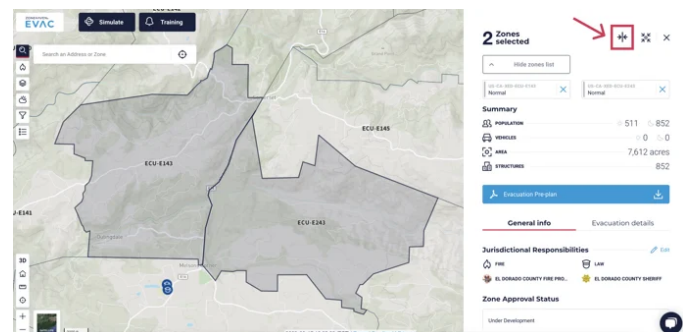 EVAC
Simulate
Training
Search an Address or Zone
ECU-E145
ECU-E143
ECU-E243
J-E141
3D
2 Zones selected
Hide zones list
Normal
Normal
Summary
POPULATION 511 852
VEHICLES 0 0
AREA 7,612 acres
STRUCTURES 852
Evacuation Pre-plan
General info Evacuation details
Jurisdictional Responsibilities Edit
FIRE LAW
EL DORADO COUNTY FIRE PRO... EL DORADO COUNTY SHERIFF
Zone Approval Status
Under Development